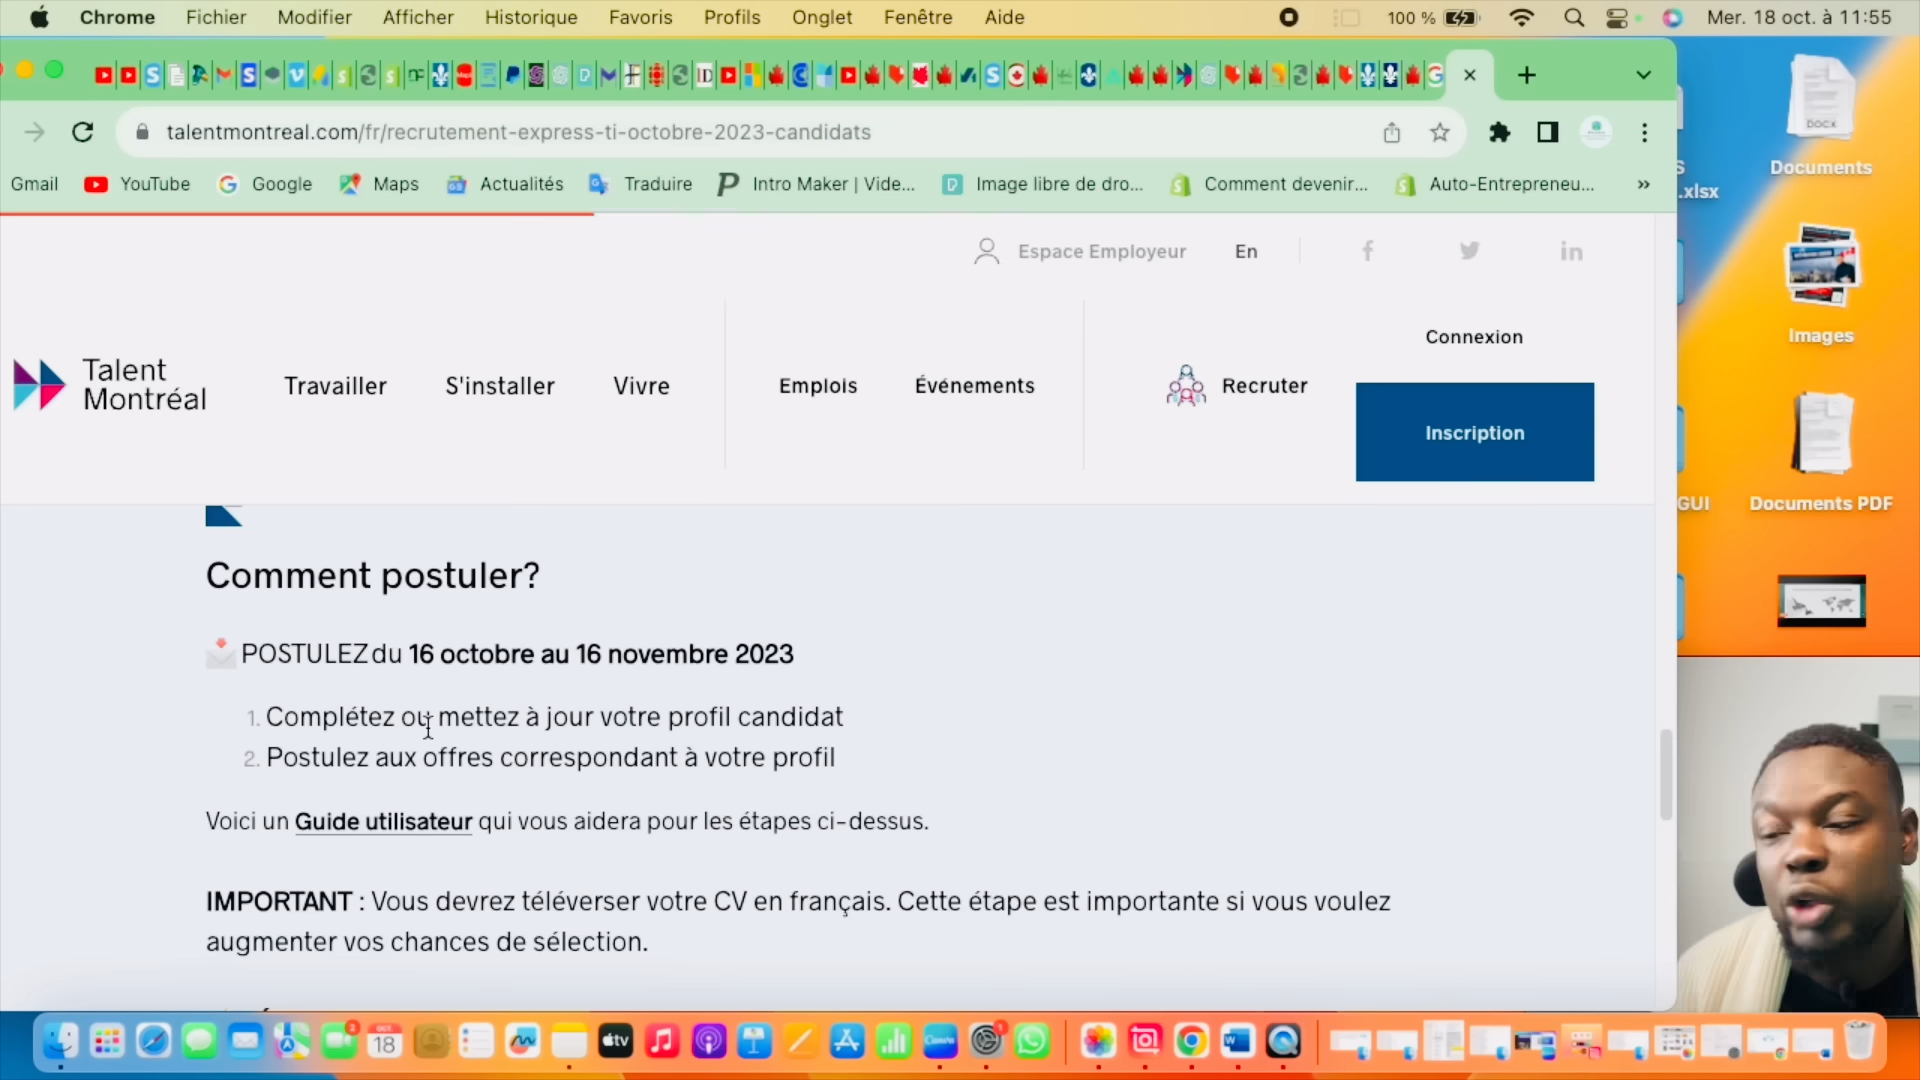 Chrome Fichier Modifier Afficher Historique Favoris Profils Onglet Fenêtre Aide 100 % Mer. 18 oct. à 11:55
talentmontreal.com/fr/recrutement-express-ti-octobre-2023-candidats
Gmail YouTube Google Maps Actualités Traduire Intro Maker | Vide... Image libre de dro... Comment devenir... Auto-Entrepreneu... »
DOCX
Documents
S
.xlsx
Images
GUI
Documents PDF
Espace Employeur En
Connexion
Talent
Montréal
Travailler S'installer Vivre Emplois Événements Recruter
Inscription
Comment postuler?
POSTULEZ du 16 octobre au 16 novembre 2023
1. Complétez ou mettez à jour votre profil candidat
2. Postulez aux offres correspondant à votre profil
Voici un Guide utilisateur qui vous aidera pour les étapes ci-dessus.
IMPORTANT : Vous devrez téléverser votre CV en français. Cette étape est importante si vous voulez
augmenter vos chances de sélection.
OCT
18
tv